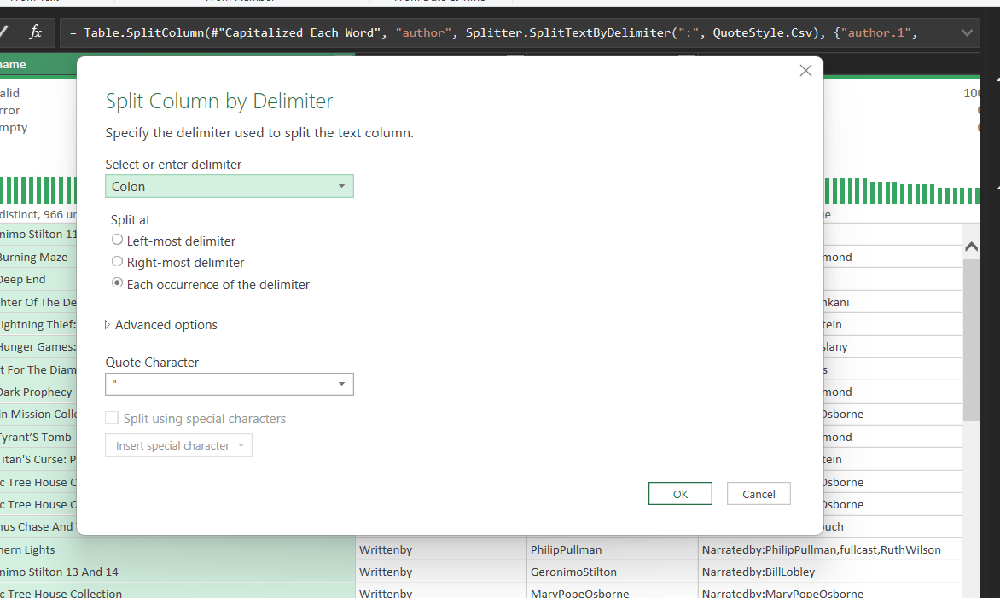 fx = Table.SplitColumn(#"Capitalized Each Word", "author", Splitter.SplitTextByDelimiter(":", QuoteStyle.Csv), {"author.1",
name
alid
rror
mpty
100
distinct, 966 un
e
Split Column by Delimiter
Specify the delimiter used to split the text column.
Select or enter delimiter
Colon
Split at
Left-most delimiter
Right-most delimiter
Each occurrence of the delimiter
Advanced options
Quote Character
"
Split using special characters
Insert special character
OK
Cancel
nimo Stilton 11
Burning Maze mond
Deep End
hter Of The De nkani
Lightning Thief: tein
Hunger Games: slany
t For The Diam s
Dark Prophecy mond
in Mission Colle Osborne
Tyrant’S Tomb mond
Titan'S Curse: P tein
c Tree House C Osborne
c Tree House C Osborne
nus Chase And uch
hern Lights Writtenby PhilipPullman Narratedby:PhilipPullman,fullcast,RuthWilson
nimo Stilton 13 And 14 Writtenby GeronimoStilton Narratedby:BillLobley
c Tree House Collection Writtenby MaryPopeOsborne Narratedby:MaryPopeOsborne